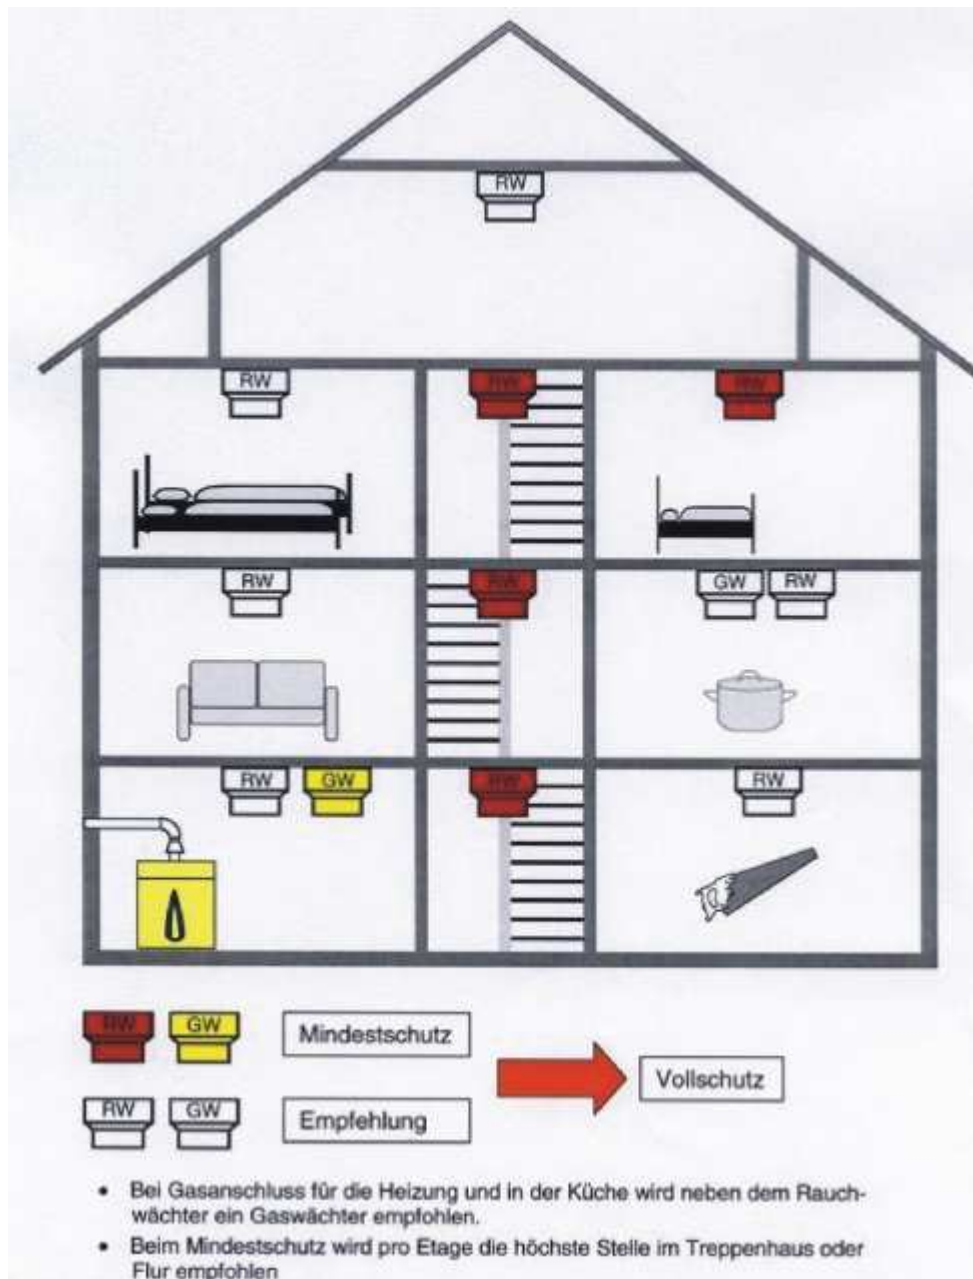 RW
RW RW RW
RW RW GW RW
RW GW RW RW
RW GW Mindestschutz
Vollschutz
RW GW Empfehlung
• Bei Gasanschluss für die Heizung und in der Küche wird neben dem Rauch-
wächter ein Gaswächter empfohlen.
• Beim Mindestschutz wird pro Etage die höchste Stelle im Treppenhaus oder
Flur empfohlen